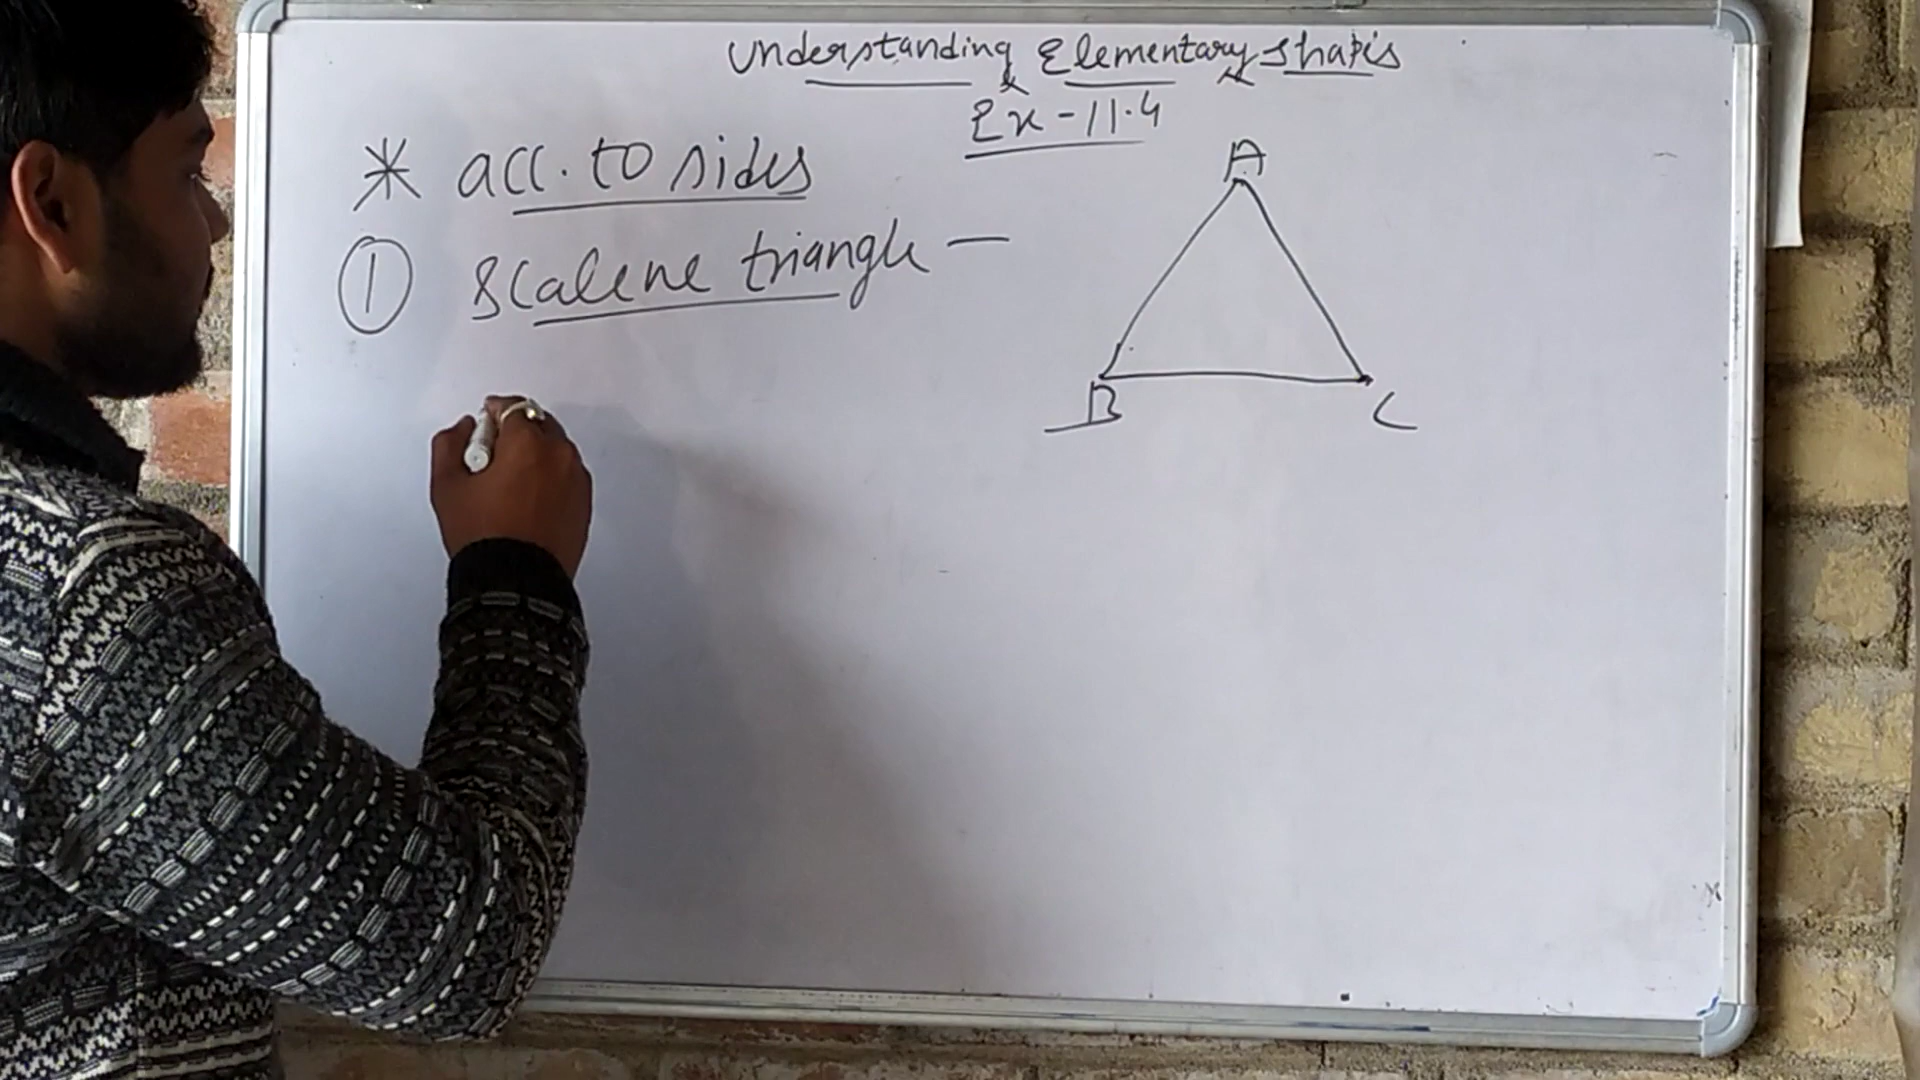 Understanding Elementary Shapes
Ex - 11.4
* acc. to sides
① Scalene triangle —
A
B
C